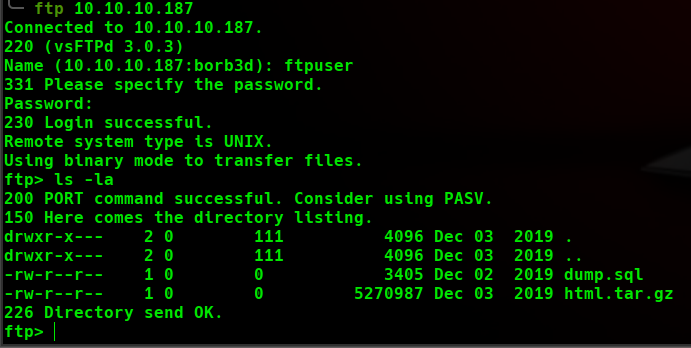 ftp 10.10.10.187
Connected to 10.10.10.187.
220 (vsFTPd 3.0.3)
Name (10.10.10.187:borb3d): ftpuser
331 Please specify the password.
Password:
230 Login successful.
Remote system type is UNIX.
Using binary mode to transfer files.
ftp> ls -la
200 PORT command successful. Consider using PASV.
150 Here comes the directory listing.
drwxr-x---    2 0        111          4096 Dec 03  2019 .
drwxr-x---    2 0        111          4096 Dec 03  2019 ..
-rw-r--r--    1 0        0            3405 Dec 02  2019 dump.sql
-rw-r--r--    1 0        0         5270987 Dec 03  2019 html.tar.gz
226 Directory send OK.
ftp>